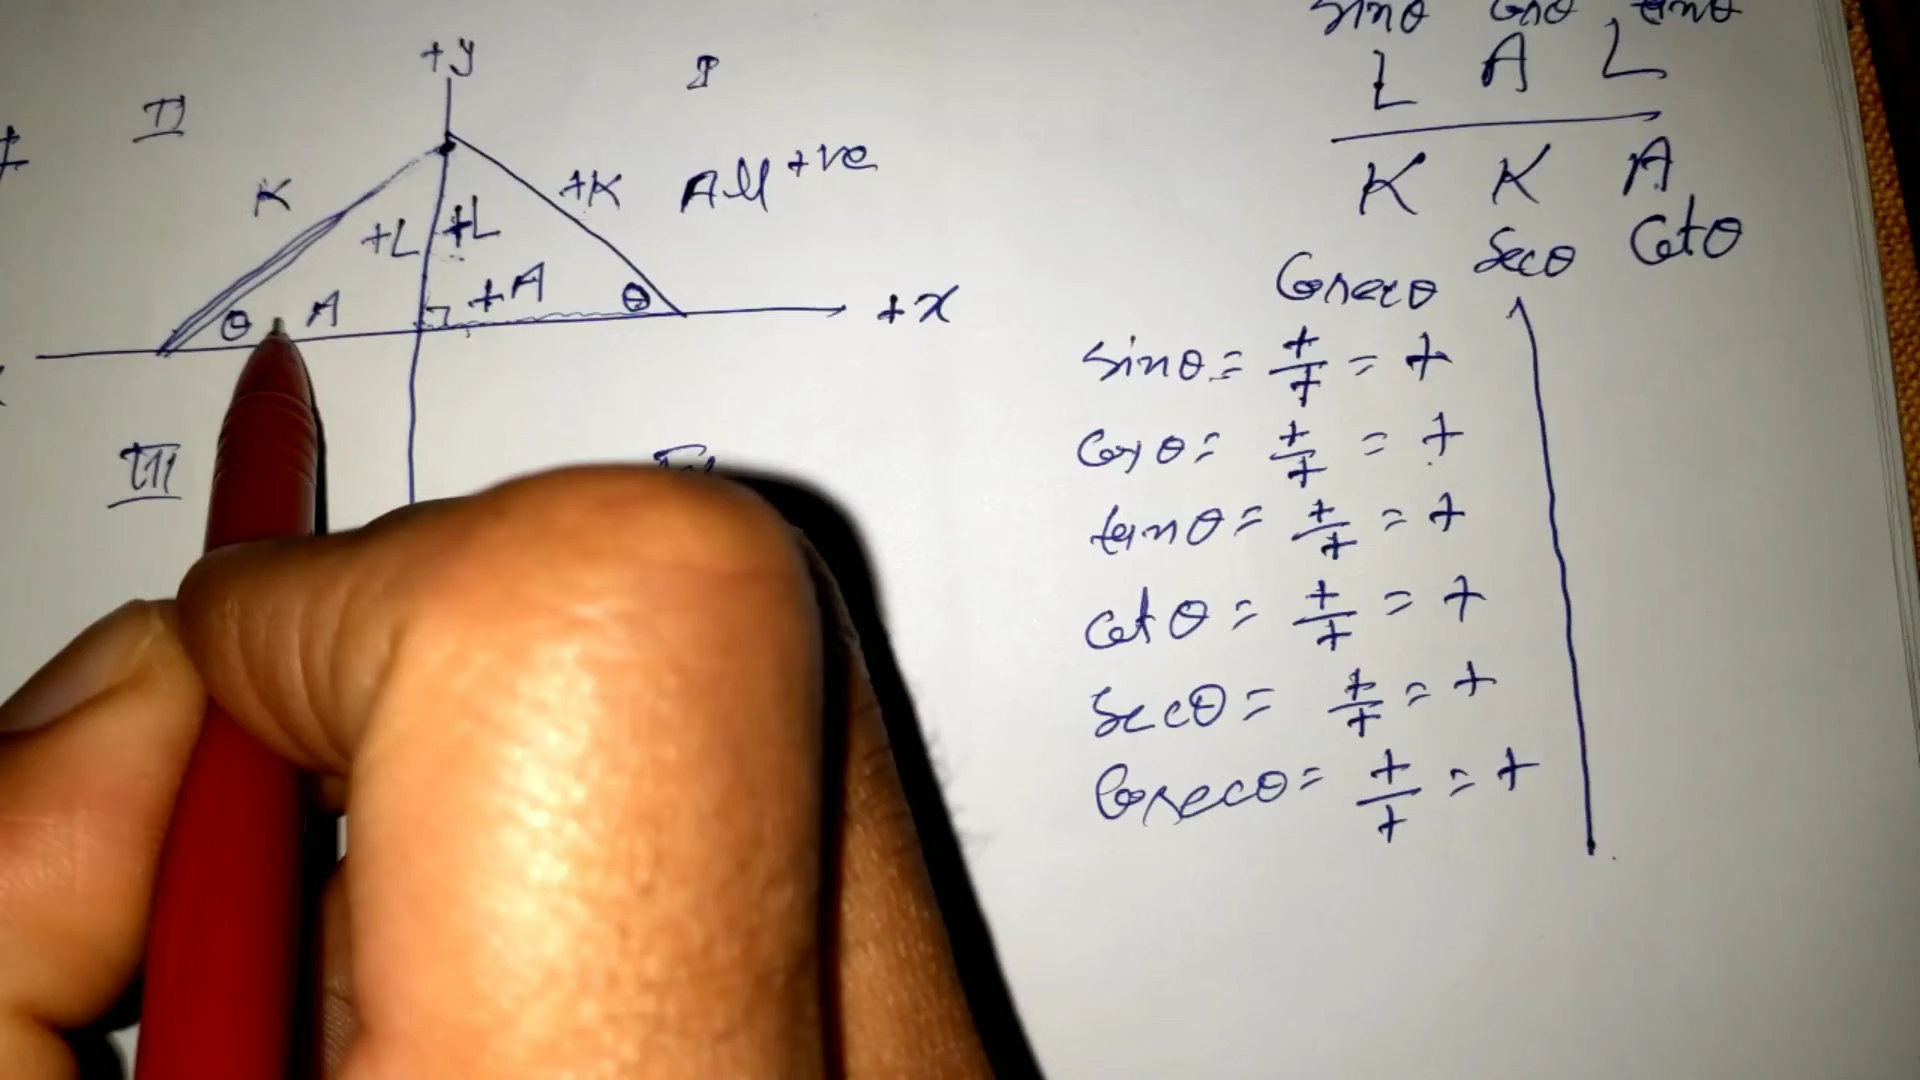 sinθ cosθ tanθ
L A L
K K A
Cosecθ Secθ Cotθ
+y
II I
K +K All +ve
+L +L
θ A +A θ +x
III
sinθ = +/+ = +
Cosθ = +/+ = +
tanθ = +/+ = +
Cotθ = +/+ = +
Secθ = +/+ = +
Cosecθ = +/+ = +